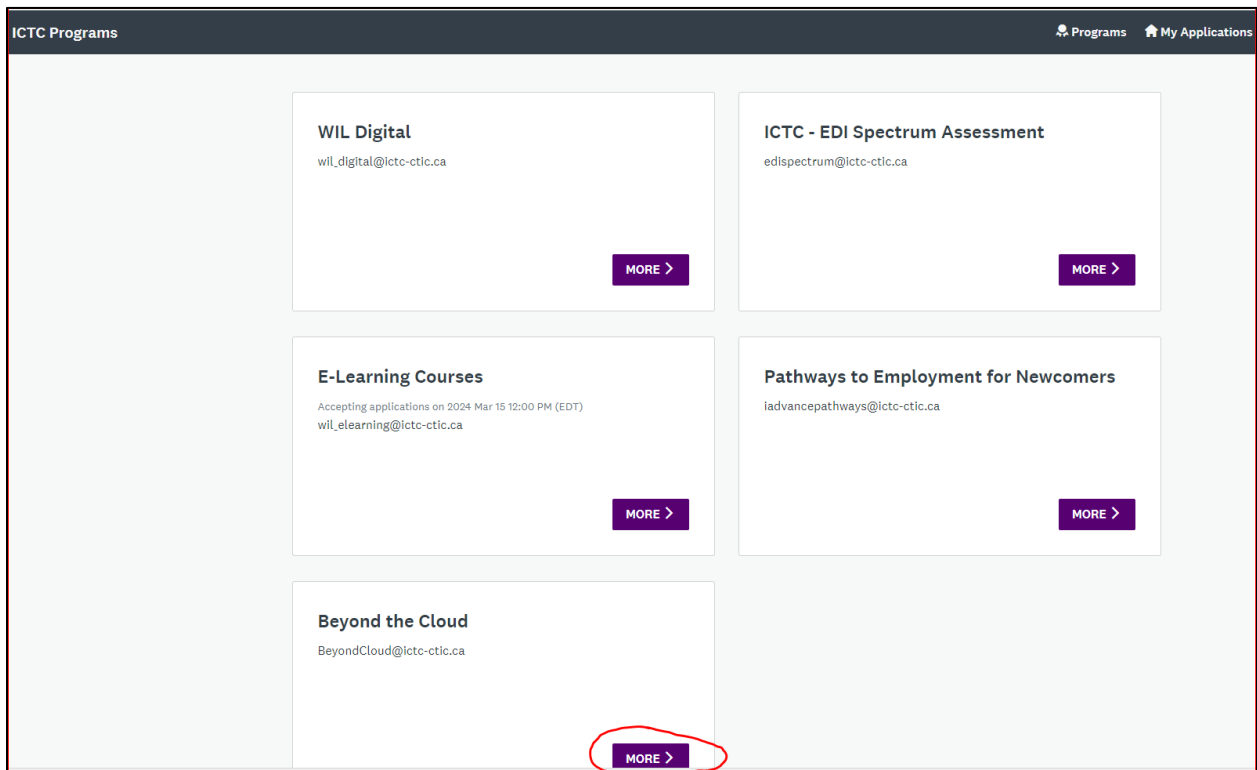 ICTC Programs
Programs
My Applications
WIL Digital
wil_digital@ictc-ctic.ca
MORE
ICTC - EDI Spectrum Assessment
edispectrum@ictc-ctic.ca
MORE
E-Learning Courses
Accepting applications on 2024 Mar 15 12:00 PM (EDT)
wil_elearning@ictc-ctic.ca
MORE
Pathways to Employment for Newcomers
iadvancepathways@ictc-ctic.ca
MORE
Beyond the Cloud
BeyondCloud@ictc-ctic.ca
MORE